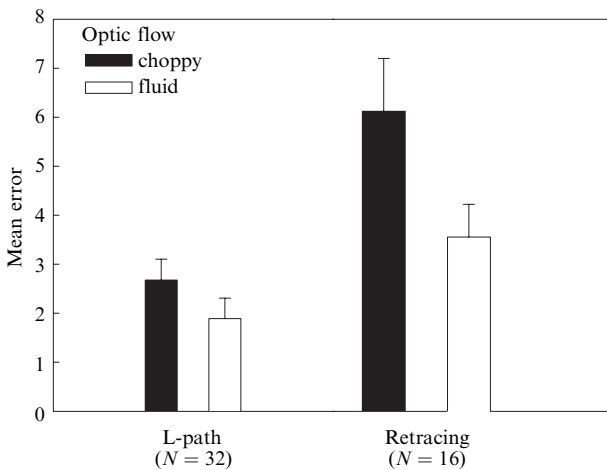 8
7
6
5
4
3
2
1
0
Mean error
Optic flow
choppy
fluid
L-path
(N = 32)
Retracing
(N = 16)